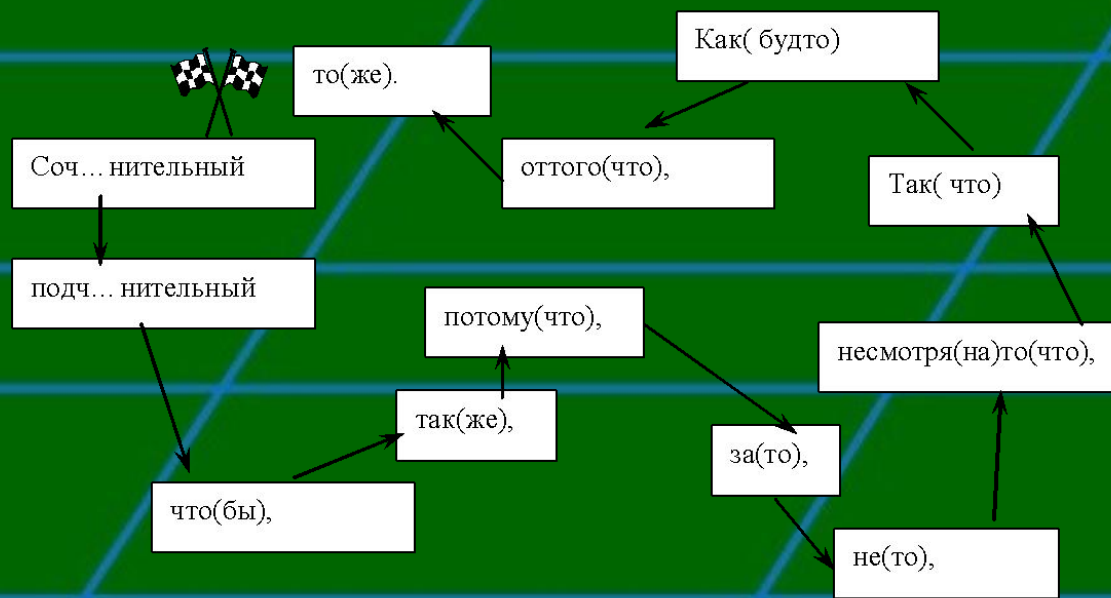 Соч... нительный
подч... нительный
что(бы),
так(же),
потому(что),
за(то),
не(то),
несмотря(на)то(что),
Так( что)
Как( будто)
оттого(что),
то(же).